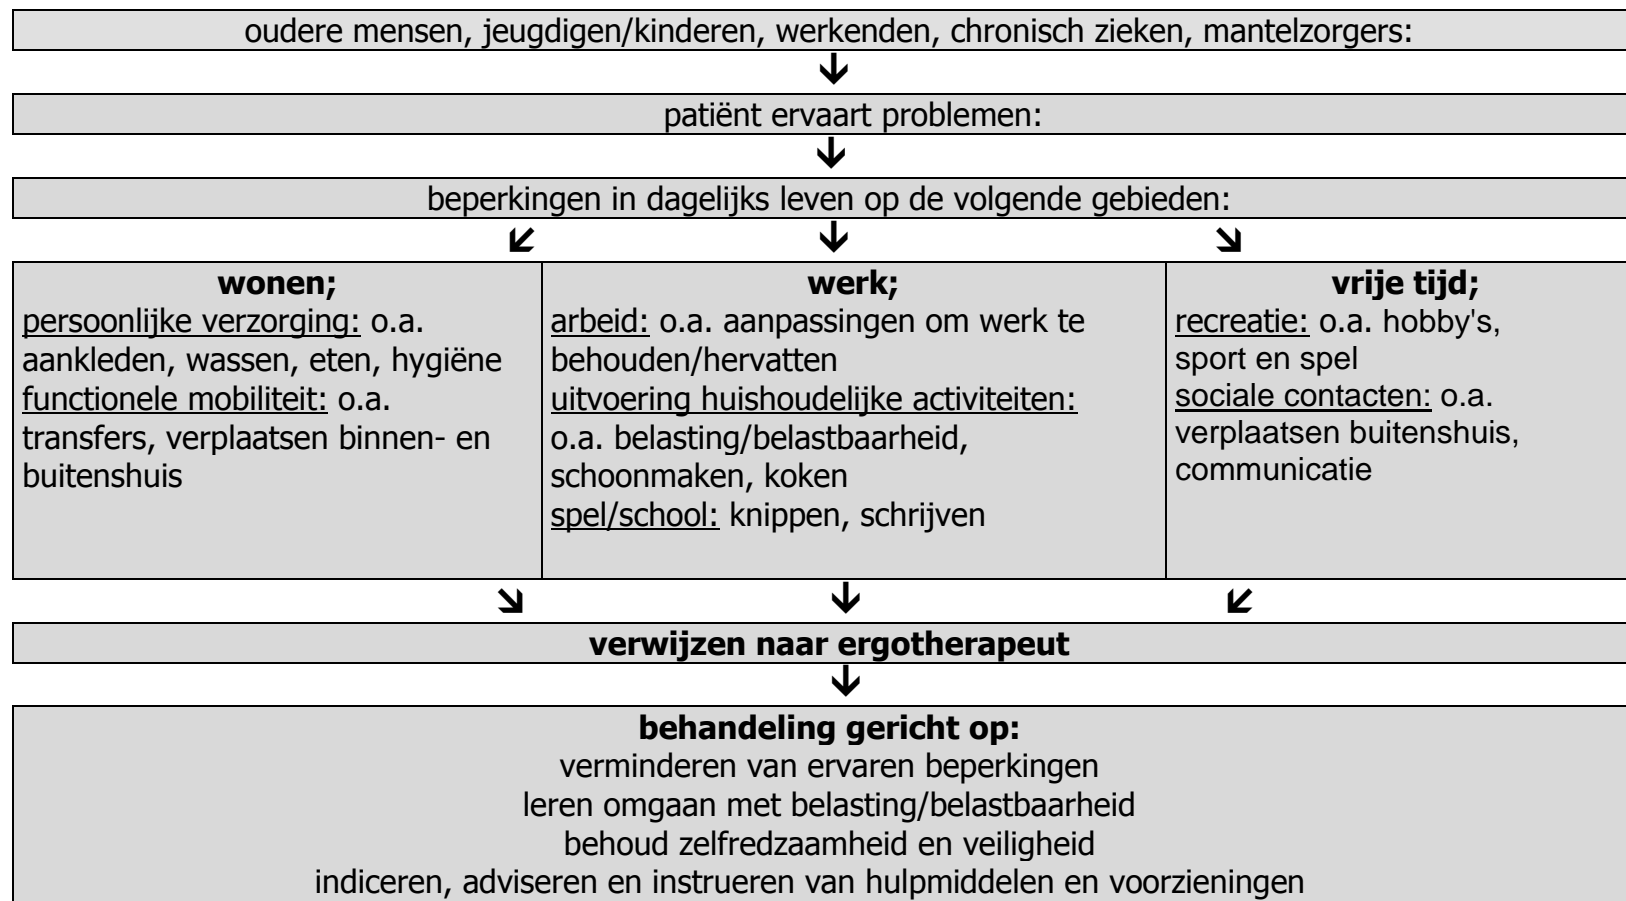 oudere mensen, jeugdigen/kinderen, werkenden, chronisch zieken, mantelzorgers:
patiënt ervaart problemen:
beperkingen in dagelijks leven op de volgende gebieden:
wonen;
persoonlijke verzorging: o.a.
aankleden, wassen, eten, hygiëne
functionele mobiliteit: o.a.
transfers, verplaatsen binnen- en
buitenshuis
werk;
arbeid: o.a. aanpassingen om werk te
behouden/hervatten
uitvoering huishoudelijke activiteiten:
o.a. belasting/belastbaarheid,
schoonmaken, koken
spel/school: knippen, schrijven
vrije tijd;
recreatie: o.a. hobby's,
sport en spel
sociale contacten: o.a.
verplaatsen buitenshuis,
communicatie
verwijzen naar ergotherapeut
behandeling gericht op:
verminderen van ervaren beperkingen
leren omgaan met belasting/belastbaarheid
behoud zelfredzaamheid en veiligheid
indiceren, adviseren en instrueren van hulpmiddelen en voorzieningen